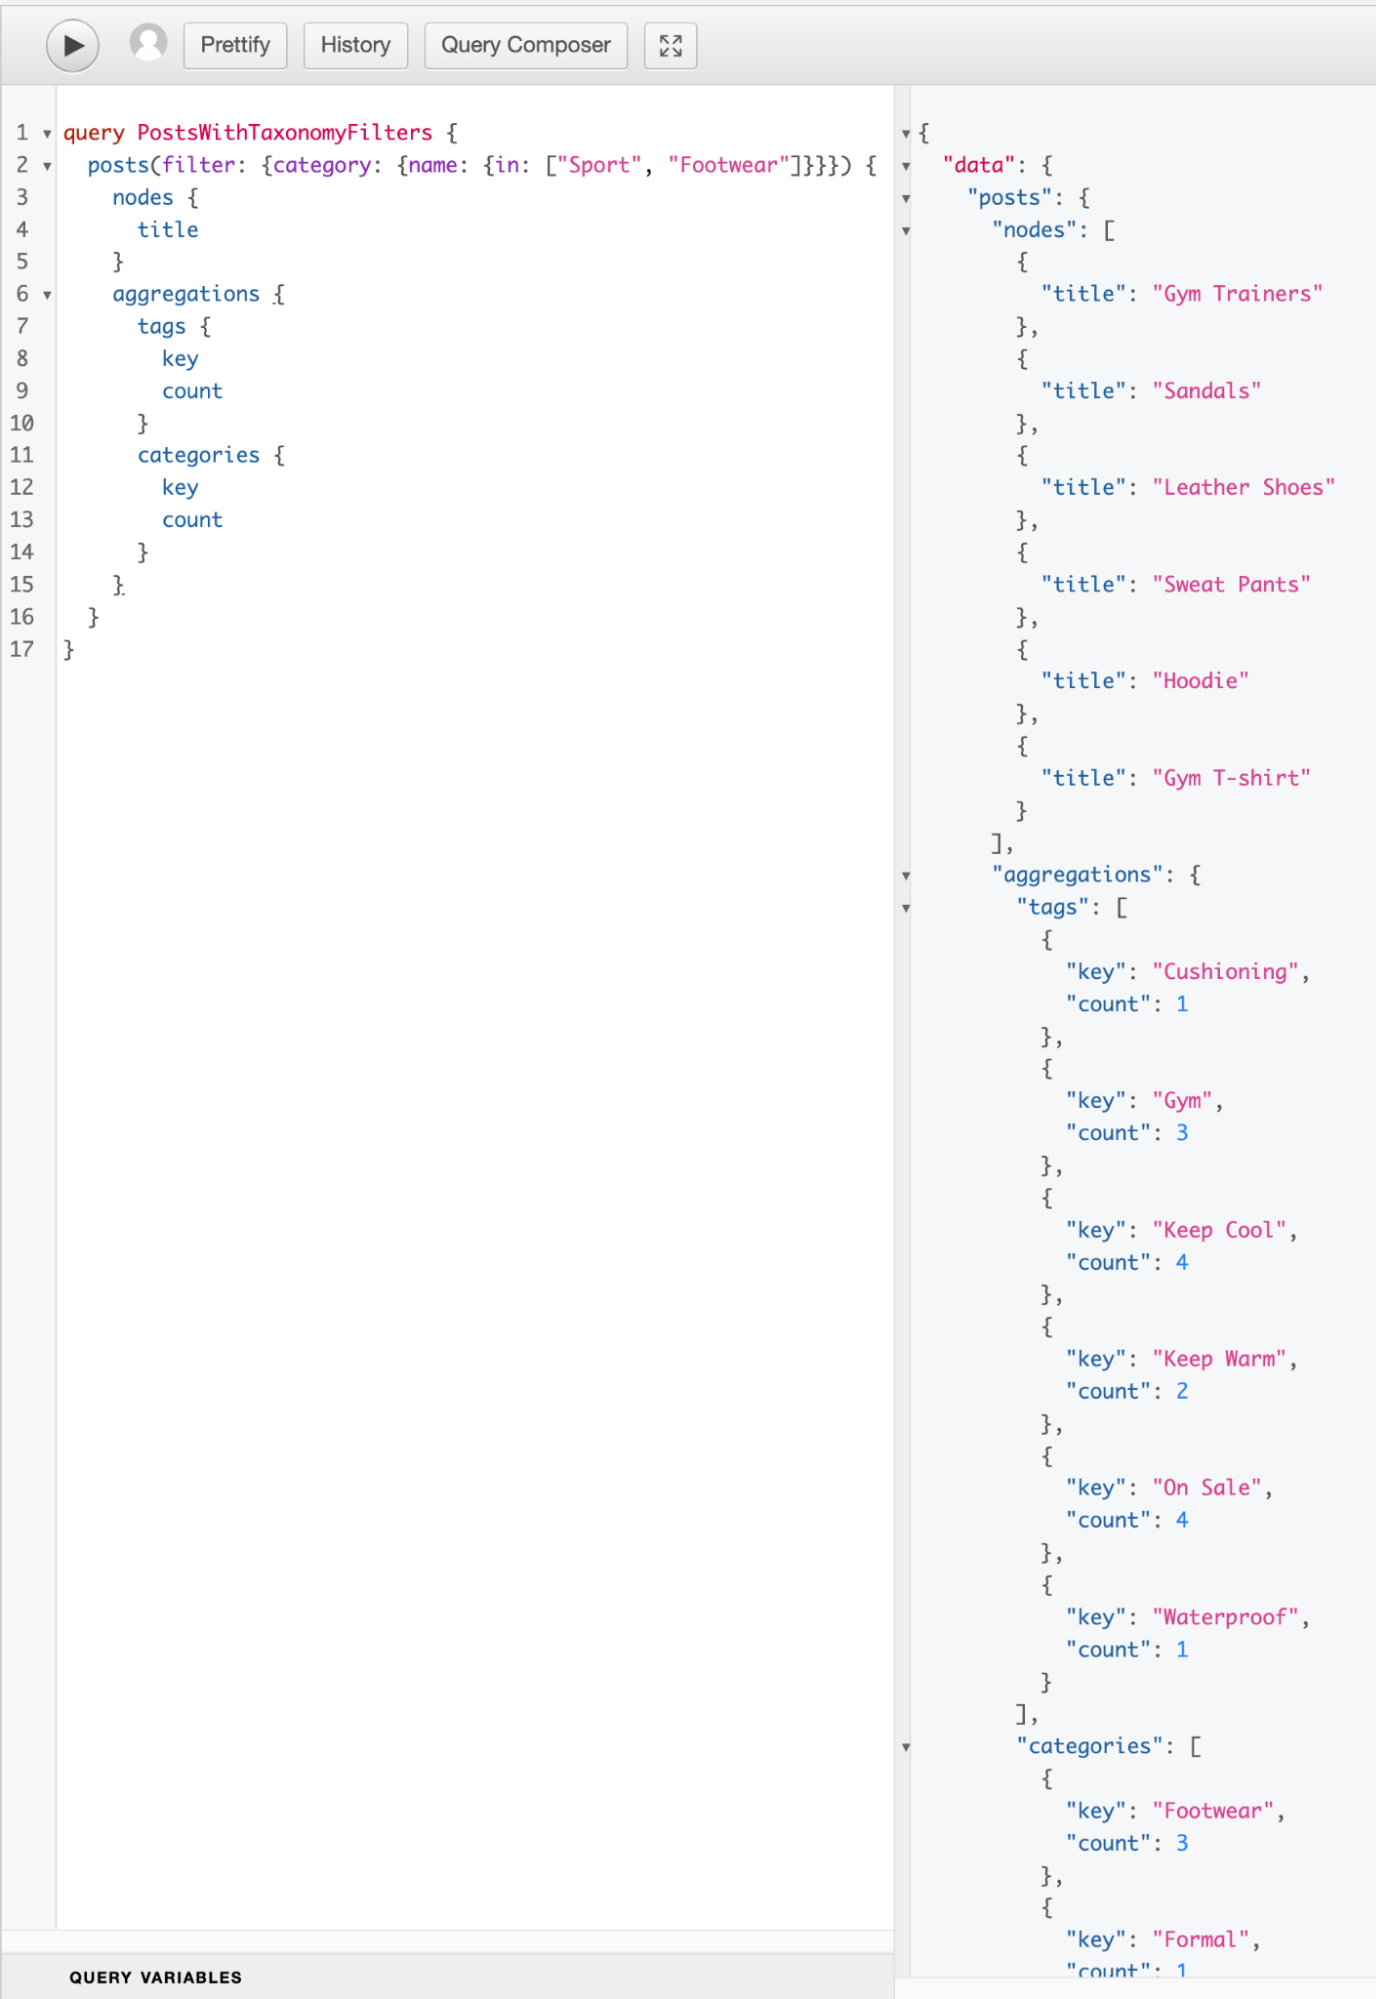 Prettify History Query Composer
1 query PostsWithTaxonomyFilters {
2 posts(filter: {category: {name: {in: ["Sport", "Footwear"]}}}) {
3 nodes {
4 title
5 }
6 aggregations {
7 tags {
8 key
9 count
10 }
11 categories {
12 key
13 count
14 }
15 }
16 }
17 }
QUERY VARIABLES
{
"data": {
"posts": {
"nodes": [
{
"title": "Gym Trainers"
},
{
"title": "Sandals"
},
{
"title": "Leather Shoes"
},
{
"title": "Sweat Pants"
},
{
"title": "Hoodie"
},
{
"title": "Gym T-shirt"
}
],
"aggregations": {
"tags": [
{
"key": "Cushioning",
"count": 1
},
{
"key": "Gym",
"count": 3
},
{
"key": "Keep Cool",
"count": 4
},
{
"key": "Keep Warm",
"count": 2
},
{
"key": "On Sale",
"count": 4
},
{
"key": "Waterproof",
"count": 1
}
],
"categories": [
{
"key": "Footwear",
"count": 3
},
{
"key": "Formal",
"count": 1